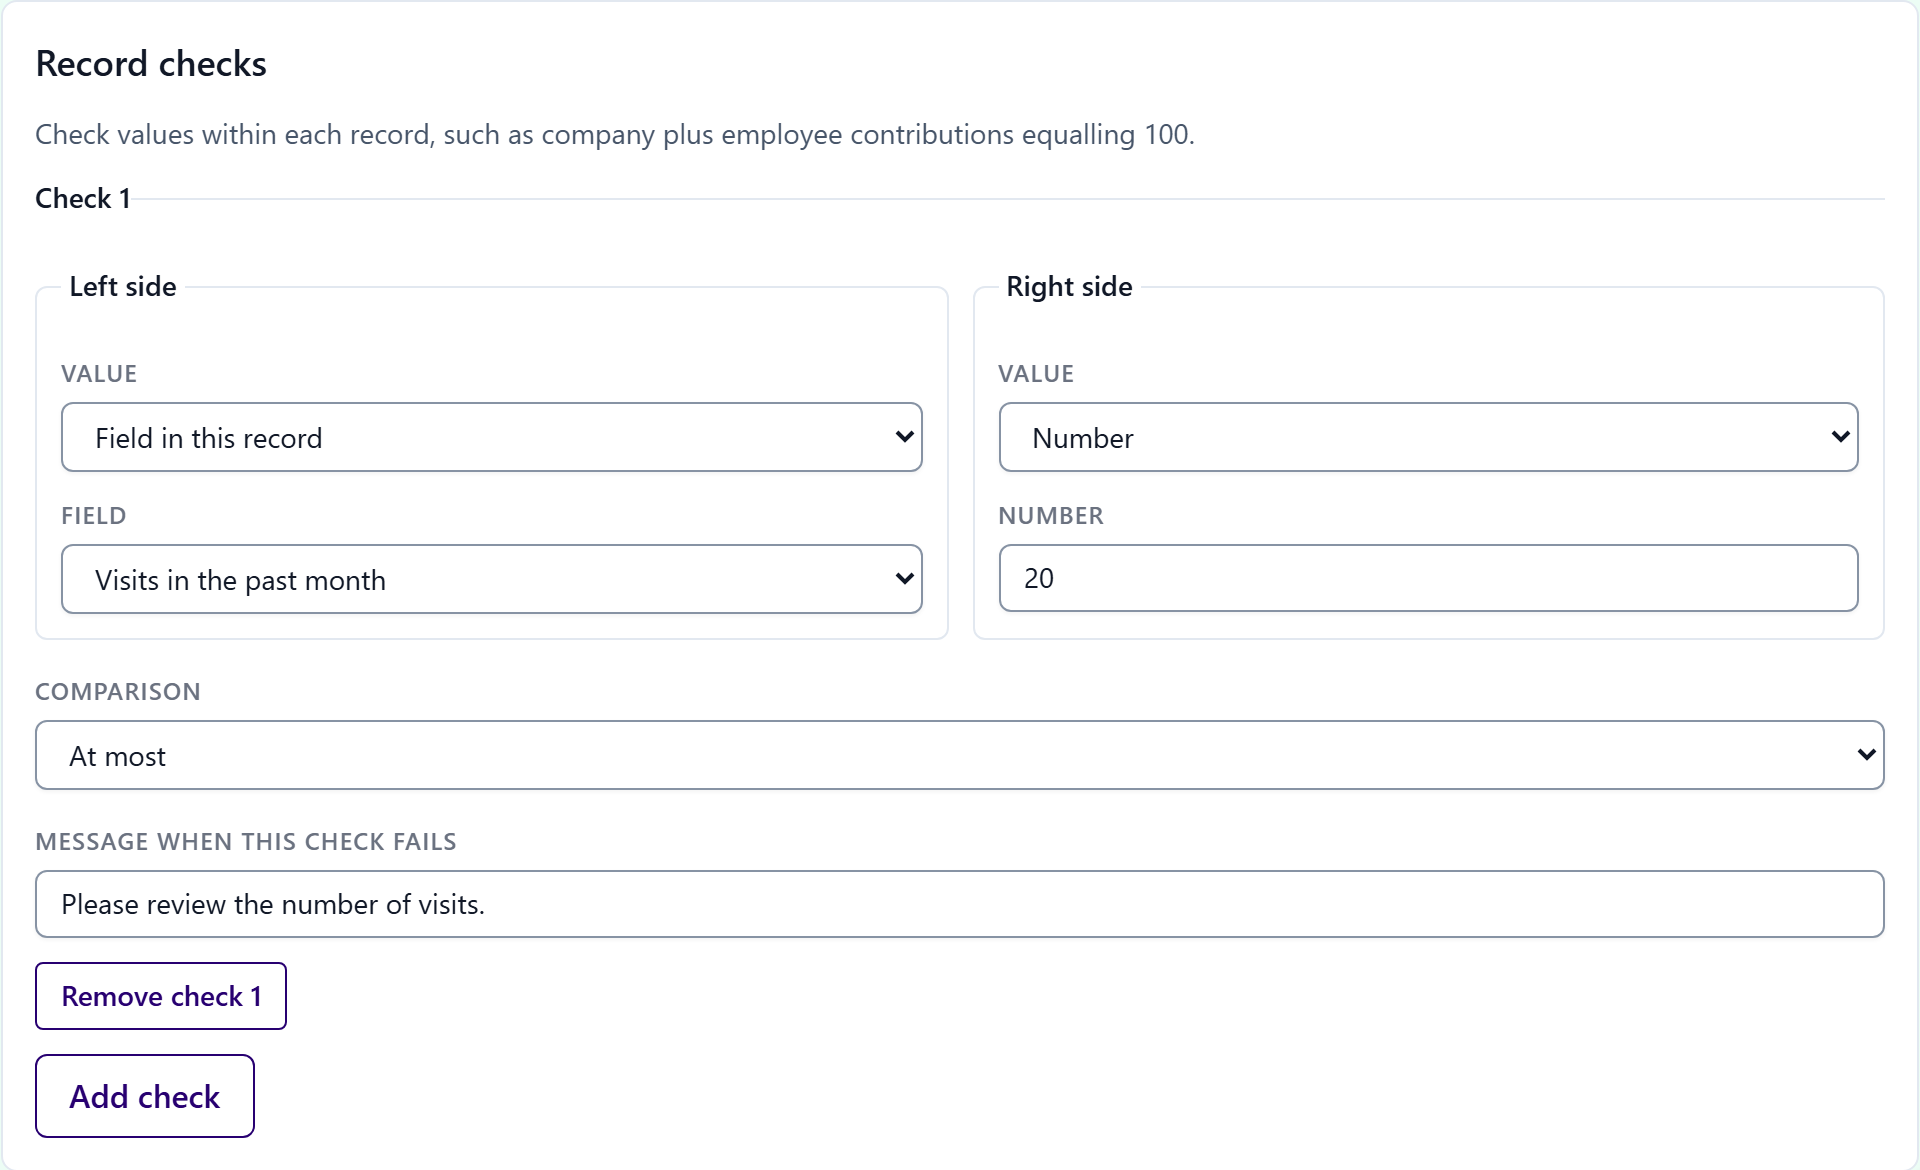 Record checks
Check values within each record, such as company plus employee contributions equalling 100.
Check 1
Left side
VALUE
Field in this record
FIELD
Visits in the past month
Right side
VALUE
Number
NUMBER
20
COMPARISON
At most
MESSAGE WHEN THIS CHECK FAILS
Please review the number of visits.
Remove check 1
Add check